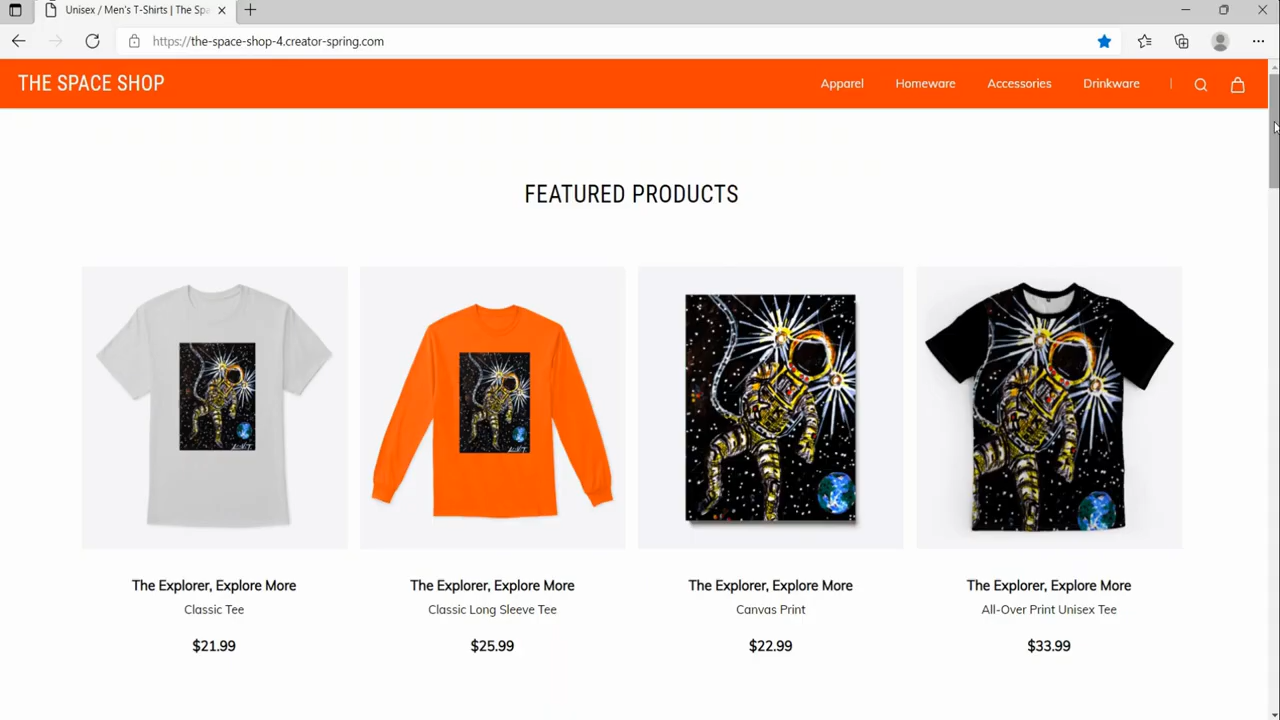 Unisex / Men's T-Shirts | The Spa
https://the-space-shop-4.creator-spring.com
THE SPACE SHOP
Apparel
Homeware
Accessories
Drinkware
FEATURED PRODUCTS
The Explorer, Explore More
Classic Tee
$21.99
The Explorer, Explore More
Classic Long Sleeve Tee
$25.99
The Explorer, Explore More
Canvas Print
$22.99
The Explorer, Explore More
All-Over Print Unisex Tee
$33.99